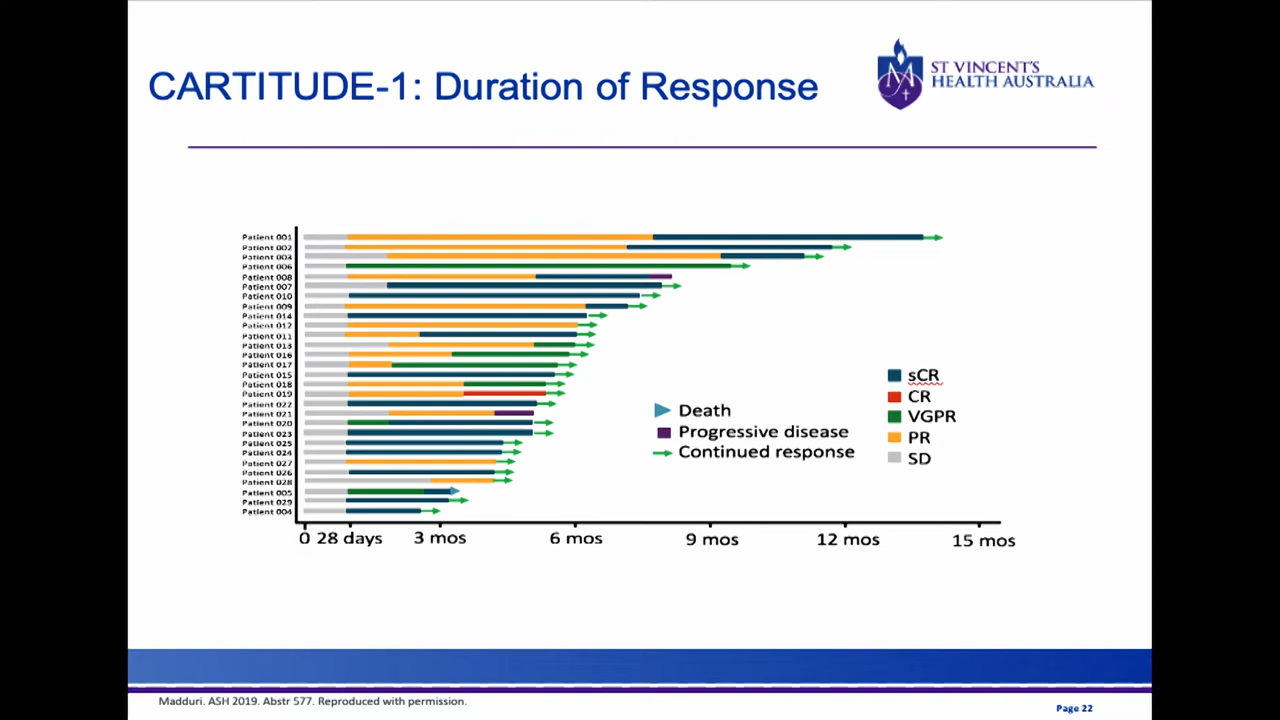 CARTITUDE-1: Duration of Response
ST VINCENT'S
HEALTH AUSTRALIA
Patient 001
Patient 002
Patient 003
Patient 006
Patient 008
Patient 007
Patient 010
Patient 009
Patient 014
Patient 012
Patient 011
Patient 013
Patient 016
Patient 017
Patient 015
Patient 018
Patient 019
Patient 022
Patient 021
Patient 020
Patient 023
Patient 025
Patient 024
Patient 027
Patient 026
Patient 028
Patient 005
Patient 029
Patient 004
Death
Progressive disease
Continued response
sCR
CR
VGPR
PR
SD
0 28 days 3 mos 6 mos 9 mos 12 mos 15 mos
Madduri. ASH 2019. Abstr 577. Reproduced with permission.
Page 22